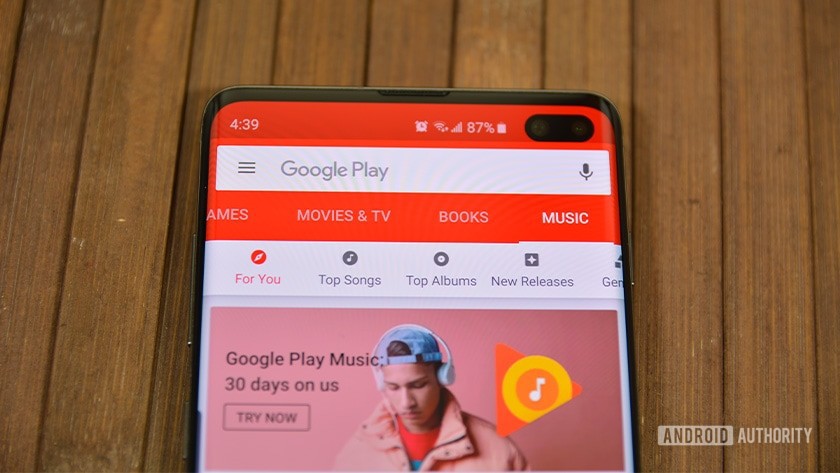 4:39 87%
Google Play
AMES MOVIES & TV BOOKS MUSIC
For You Top Songs Top Albums New Releases Gen
Google Play Music:
30 days on us
TRY NOW
ANDROID AUTHORITY